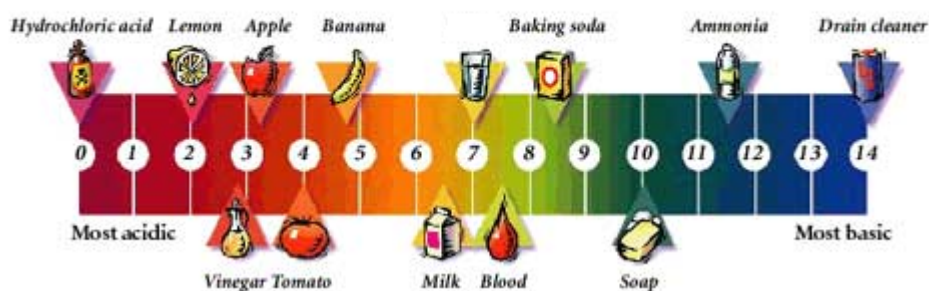 Hydrochloric acid Lemon Apple Banana Baking soda Ammonia Drain cleaner
0 1 2 3 4 5 6 7 8 9 10 11 12 13 14
Most acidic Most basic
Vinegar Tomato Milk Blood Soap